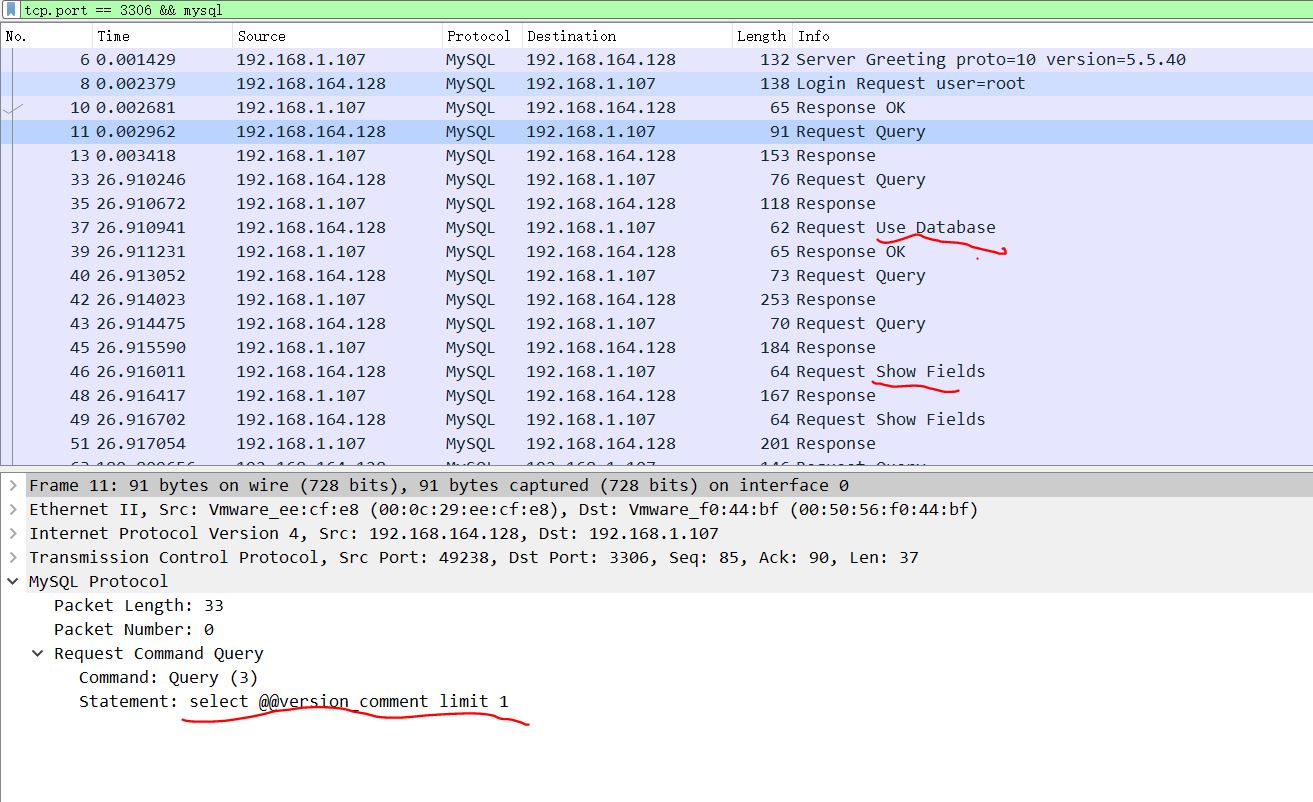 tcp.port == 3306 && mysql
No. Time Source Protocol Destination Length Info
6 0.001429 192.168.1.107 MySQL 192.168.164.128 132 Server Greeting proto=10 version=5.5.40
8 0.002379 192.168.164.128 MySQL 192.168.1.107 138 Login Request user=root
10 0.002681 192.168.1.107 MySQL 192.168.164.128 65 Response OK
11 0.002962 192.168.164.128 MySQL 192.168.1.107 91 Request Query
13 0.003418 192.168.1.107 MySQL 192.168.164.128 153 Response
33 26.910246 192.168.164.128 MySQL 192.168.1.107 76 Request Query
35 26.910672 192.168.1.107 MySQL 192.168.164.128 118 Response
37 26.910941 192.168.164.128 MySQL 192.168.1.107 62 Request Use Database
39 26.911231 192.168.1.107 MySQL 192.168.164.128 65 Response OK
40 26.913052 192.168.164.128 MySQL 192.168.1.107 73 Request Query
42 26.914023 192.168.1.107 MySQL 192.168.164.128 253 Response
43 26.914475 192.168.164.128 MySQL 192.168.1.107 70 Request Query
45 26.915590 192.168.1.107 MySQL 192.168.164.128 184 Response
46 26.916011 192.168.164.128 MySQL 192.168.1.107 64 Request Show Fields
48 26.916417 192.168.1.107 MySQL 192.168.164.128 167 Response
49 26.916702 192.168.164.128 MySQL 192.168.1.107 64 Request Show Fields
51 26.917054 192.168.1.107 MySQL 192.168.164.128 201 Response
Frame 11: 91 bytes on wire (728 bits), 91 bytes captured (728 bits) on interface 0
Ethernet II, Src: Vmware_ee:cf:e8 (00:0c:29:ee:cf:e8), Dst: Vmware_f0:44:bf (00:50:56:f0:44:bf)
Internet Protocol Version 4, Src: 192.168.164.128, Dst: 192.168.1.107
Transmission Control Protocol, Src Port: 49238, Dst Port: 3306, Seq: 85, Ack: 90, Len: 37
MySQL Protocol
Packet Length: 33
Packet Number: 0
Request Command Query
Command: Query (3)
Statement: select @@version_comment limit 1